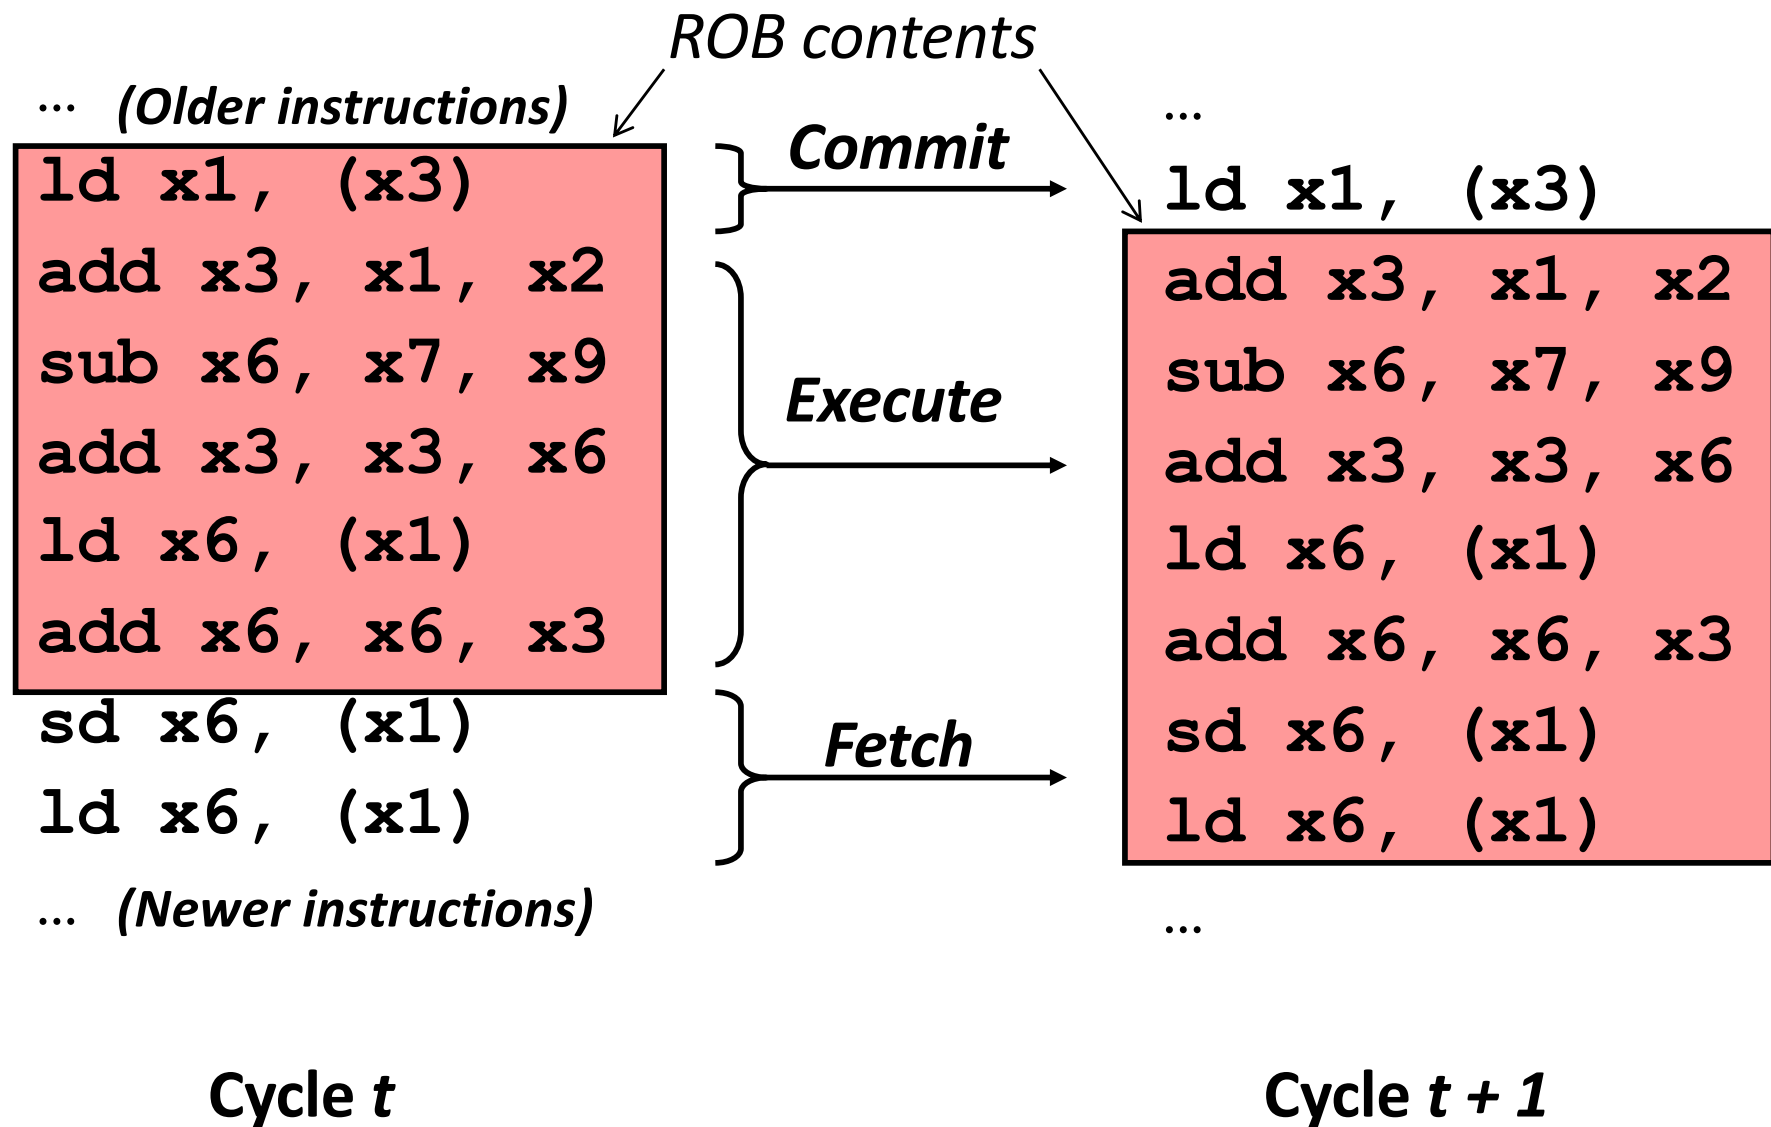 ROB contents
... (Older instructions)
ld x1, (x3)
add x3, x1, x2
sub x6, x7, x9
add x3, x3, x6
ld x6, (x1)
add x6, x6, x3
sd x6, (x1)
ld x6, (x1)
... (Newer instructions)
Cycle t
Commit
Execute
Fetch
...
ld x1, (x3)
add x3, x1, x2
sub x6, x7, x9
add x3, x3, x6
ld x6, (x1)
add x6, x6, x3
sd x6, (x1)
ld x6, (x1)
...
Cycle t + 1